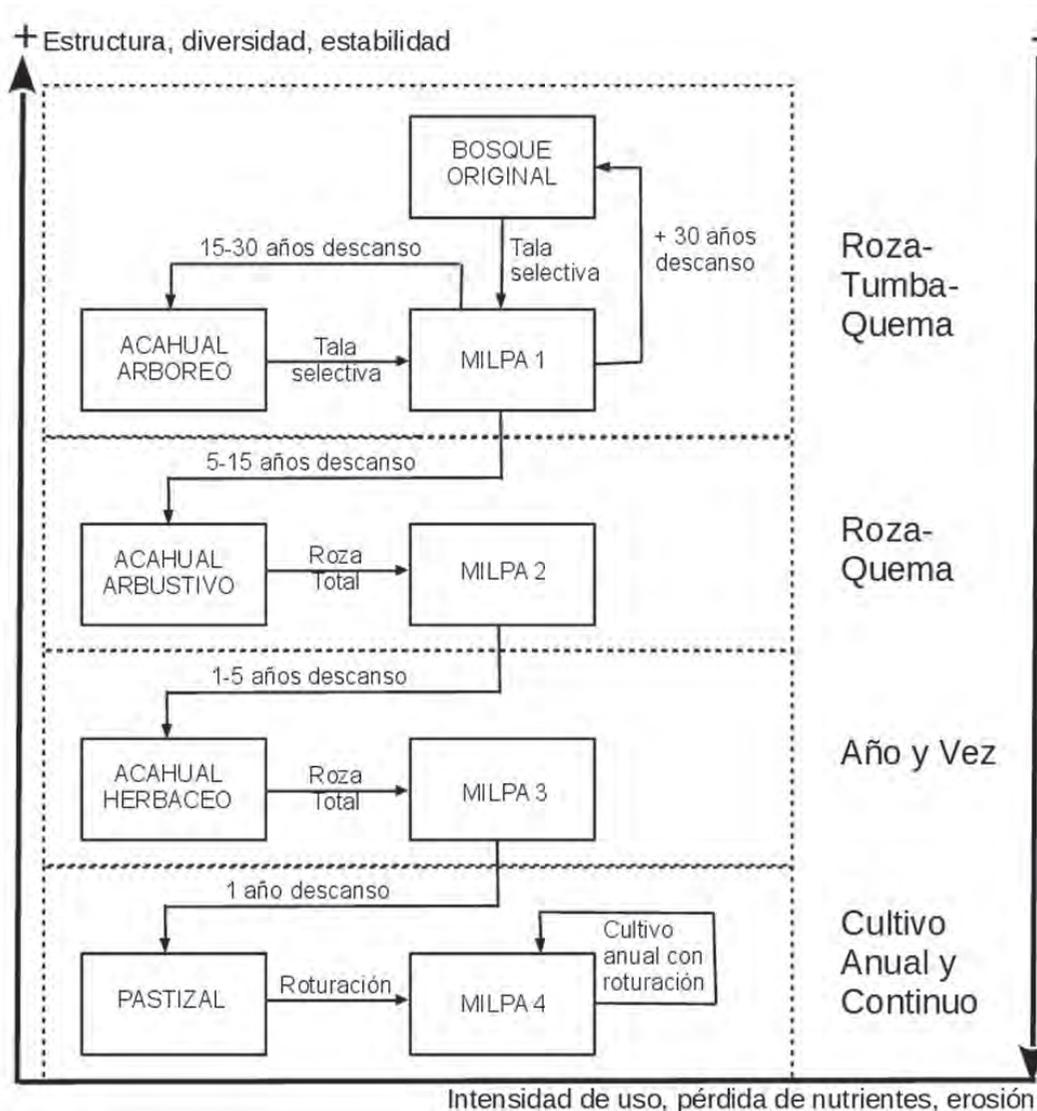 + Estructura, diversidad, estabilidad
BOSQUE
ORIGINAL
15-30 años descanso
Tala
selectiva
+ 30 años
descanso
Roza-
Tumba-
Quema
ACAHUAL
ARBOREO
Tala
selectiva
MILPA 1
5-15 años descanso
ACAHUAL
ARBUSTIVO
Roza
Total
MILPA 2
Roza-
Quema
1-5 años descanso
ACAHUAL
HERBACEO
Roza
Total
MILPA 3
Año y Vez
1 año descanso
PASTIZAL
Roturación
MILPA 4
Cultivo
anual con
roturación
Cultivo
Anual y
Continuo
Intensidad de uso, pérdida de nutrientes, erosión